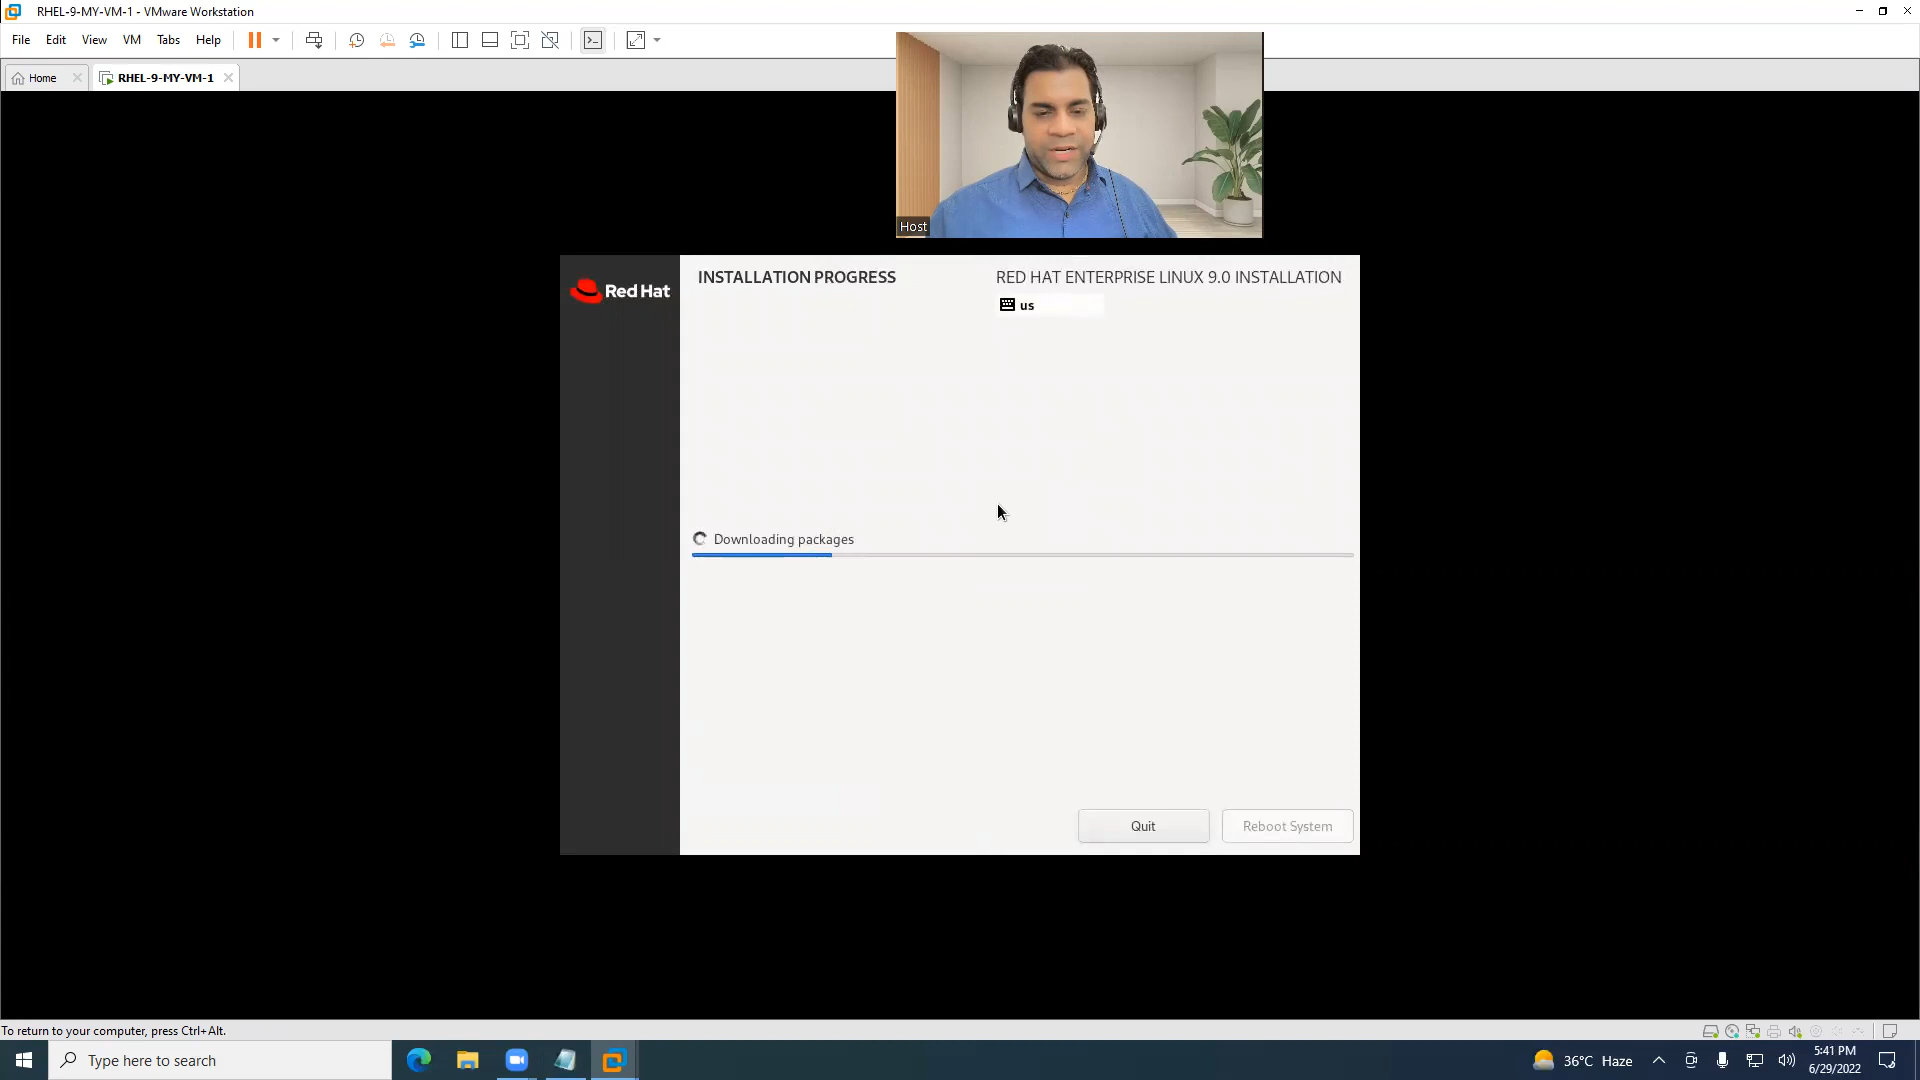 RHEL-9-MY-VM-1 - VMware Workstation
File Edit View VM Tabs Help
Home RHEL-9-MY-VM-1
Host
Red Hat
INSTALLATION PROGRESS
RED HAT ENTERPRISE LINUX 9.0 INSTALLATION
us
Downloading packages
Quit
Reboot System
To return to your computer, press Ctrl+Alt.
Type here to search
36°C Haze
5:41 PM
6/29/2022